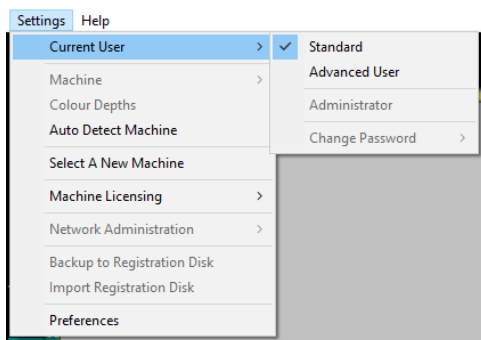 Settings Help
Current User
Machine
Colour Depths
Auto Detect Machine
Select A New Machine
Machine Licensing
Network Administration
Backup to Registration Disk
Import Registration Disk
Preferences
Standard
Advanced User
Administrator
Change Password